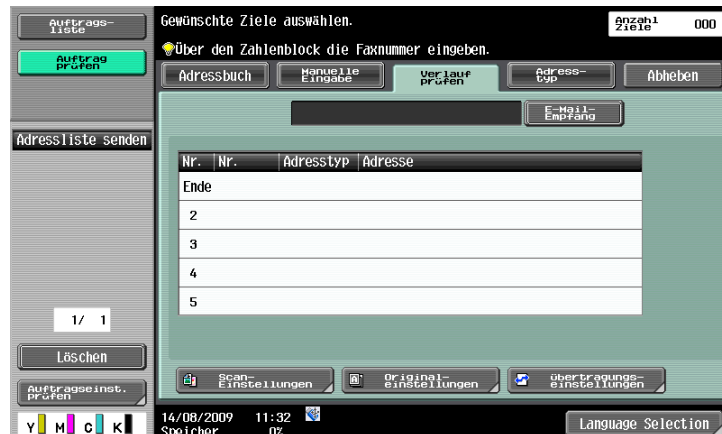 Auftrags-
liste
Auftrag
prüfen
Adressliste senden
1/ 1
Löschen
Auftragseinst.
prüfen
Y M C K
Gewünschte Ziele auswählen.
Anzahl
Ziele
000
Über den Zahlenblock die Faxnummer eingeben.
Adressbuch
Manuelle
Eingabe
Verlauf
prüfen
Adress-
typ
Abheben
E-Mail-
Empfang
Nr. Nr. Adresstyp Adresse
Ende
2
3
4
5
Scan-
Einstellungen
Original-
einstellungen
übertragungs-
einstellungen
14/08/2009 11:32
Speicher 0%
Language Selection